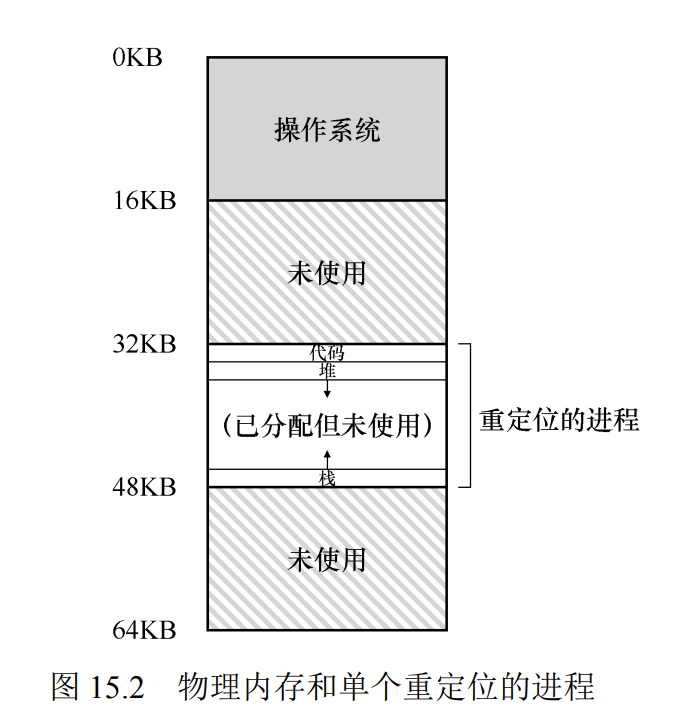 0KB
操作系统
16KB
未使用
32KB
代码
堆
(已分配但未使用)
重定位的进程
栈
48KB
未使用
64KB
图 15.2 物理内存和单个重定位的进程